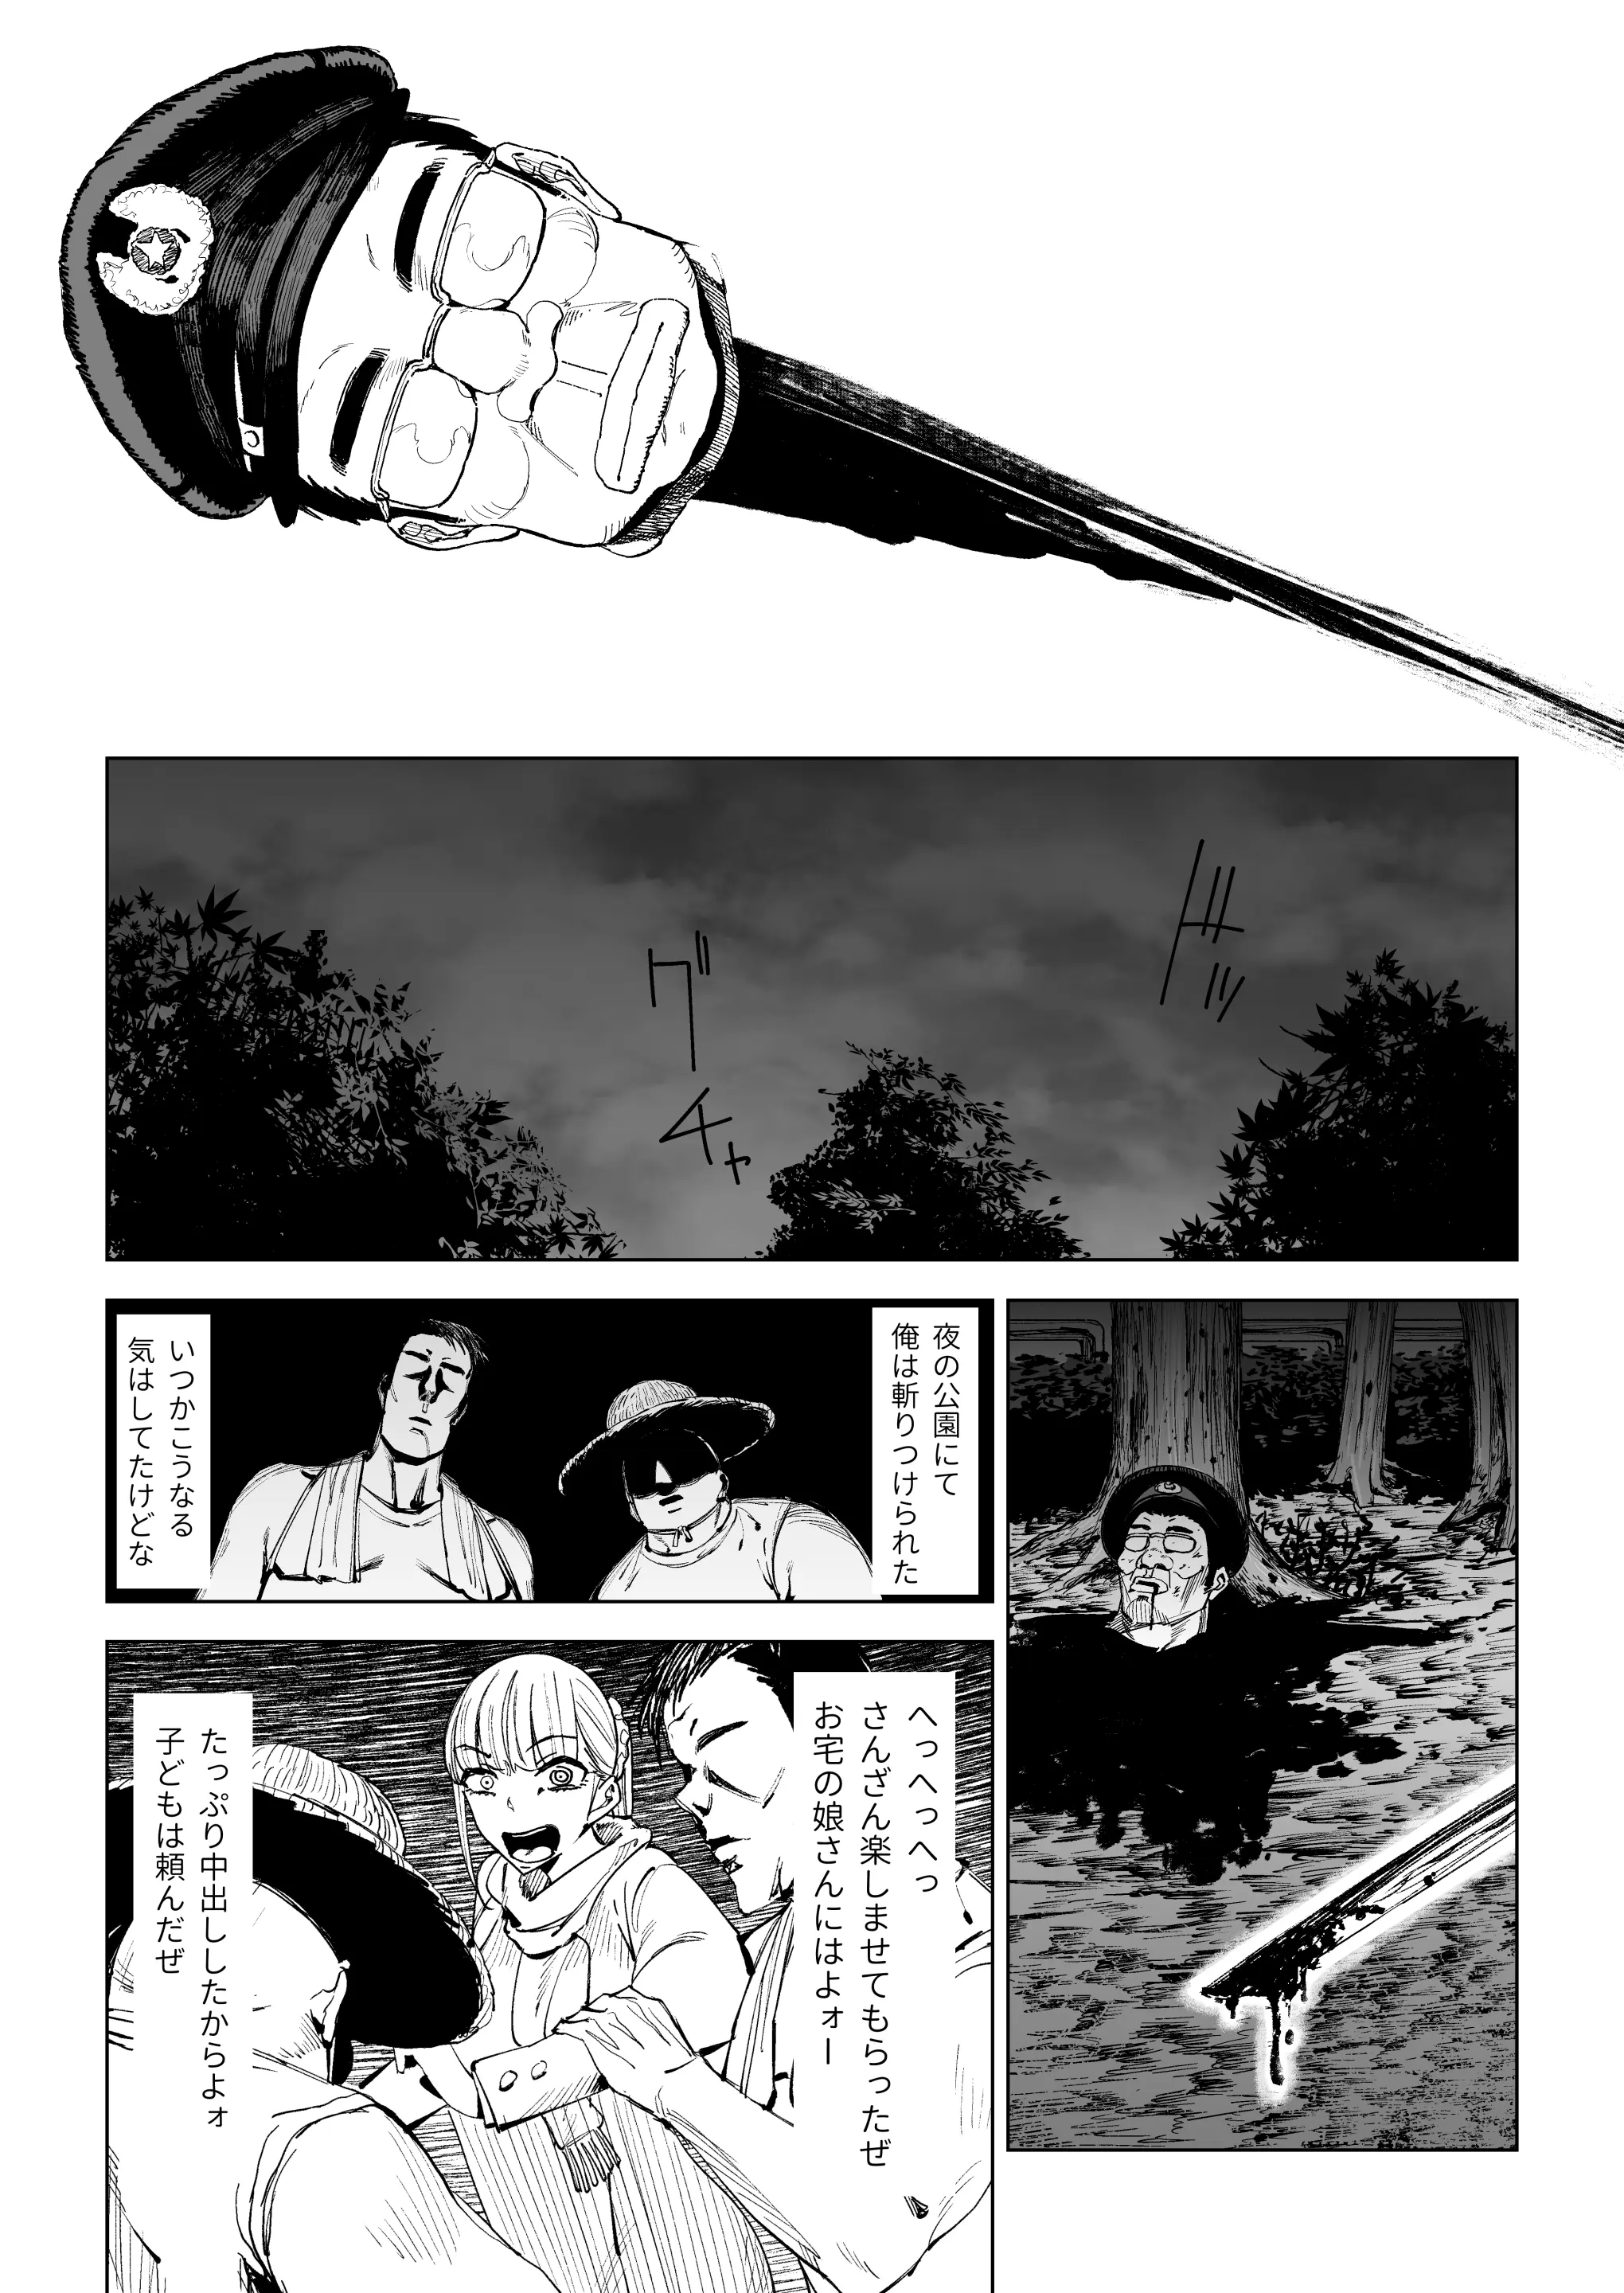 ドサッ
グチャ
夜の公園にて
俺は斬りつけられた
いつかこうなる
気はしてたけどな
へっへっへっ
さんざん楽しませてもらったぜ
お宅の娘さんにはよォー
たっぷり中出ししたからよォ
子どもは頼んだぜ